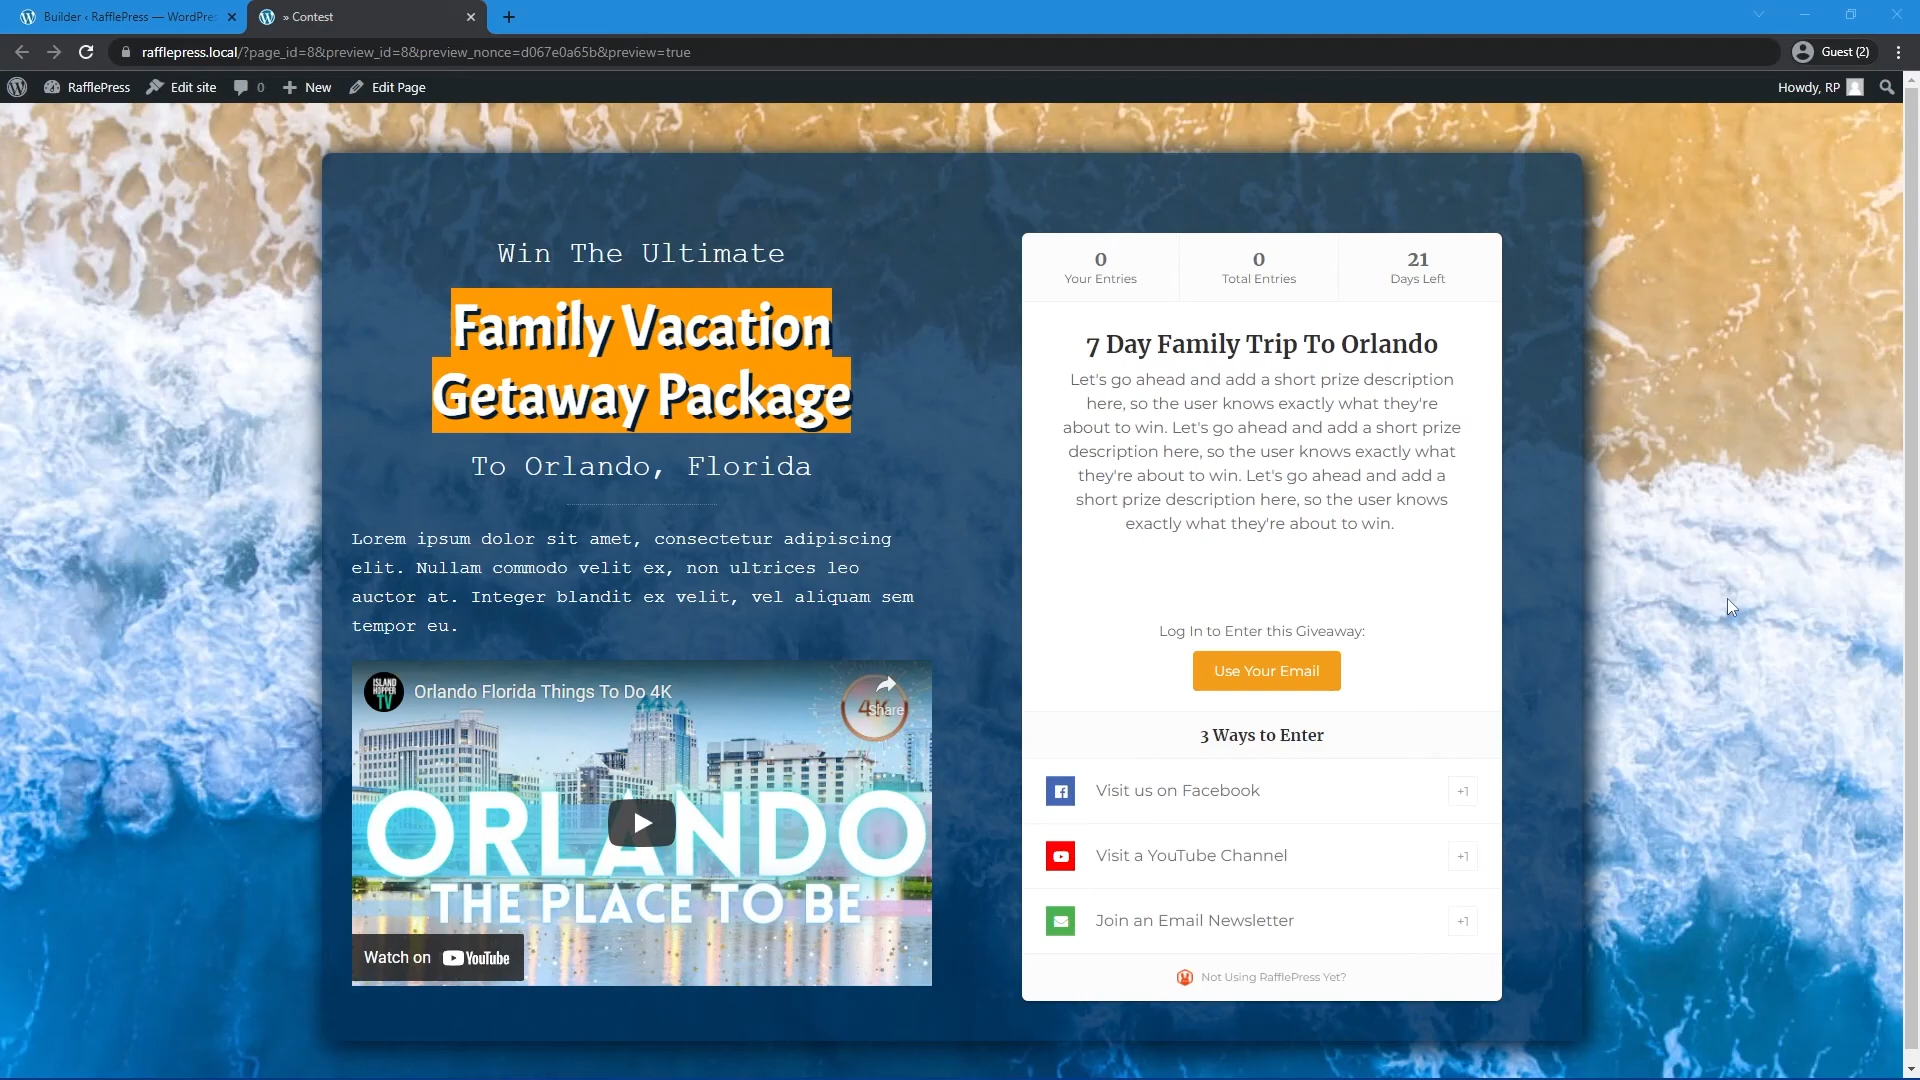 Builder ‹ RafflePress — WordPres
» Contest
rafflepress.local/?page_id=8&preview_id=8&preview_nonce=d067e0a65b&preview=true
Guest (2)
RafflePress
Edit site
0
New
Edit Page
Howdy, RP
Win The Ultimate
Family Vacation
Getaway Package
To Orlando, Florida
Lorem ipsum dolor sit amet, consectetur adipiscing
elit. Nullam commodo velit ex, non ultrices leo
auctor at. Integer blandit ex velit, vel aliquam sem
tempor eu.
ISLAND HOPPER TV
Orlando Florida Things To Do 4K
4K
Share
ORLANDO
THE PLACE TO BE
Watch on YouTube
0
Your Entries
0
Total Entries
21
Days Left
7 Day Family Trip To Orlando
Let's go ahead and add a short prize description
here, so the user knows exactly what they're
about to win. Let's go ahead and add a short prize
description here, so the user knows exactly what
they're about to win. Let's go ahead and add a
short prize description here, so the user knows
exactly what they're about to win.
Log In to Enter this Giveaway:
Use Your Email
3 Ways to Enter
Visit us on Facebook
+1
Visit a YouTube Channel
+1
Join an Email Newsletter
+1
Not Using RafflePress Yet?